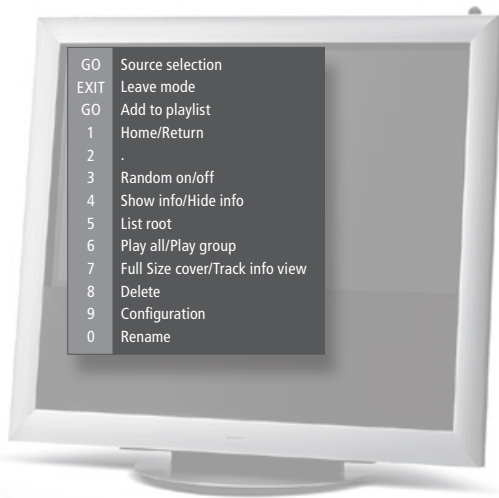 GO Source selection
EXIT Leave mode
GO Add to playlist
1 Home/Return
2 .
3 Random on/off
4 Show info/Hide info
5 List root
6 Play all/Play group
7 Full Size cover/Track info view
8 Delete
9 Configuration
0 Rename